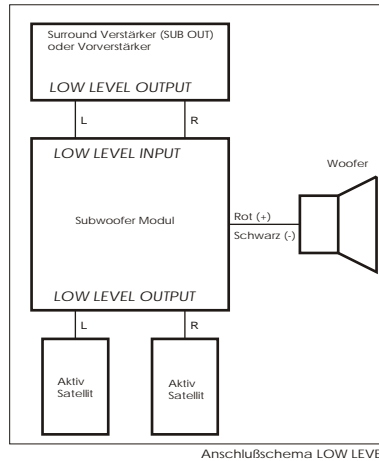 Surround Verstärker (SUB OUT)
oder Vorverstärker
LOW LEVEL OUTPUT
L
R
LOW LEVEL INPUT
Woofer
Subwoofer Modul
Rot (+)
Schwarz (-)
LOW LEVEL OUTPUT
L
R
Aktiv
Satellit
Aktiv
Satellit
Anschlußschema LOW LEVE